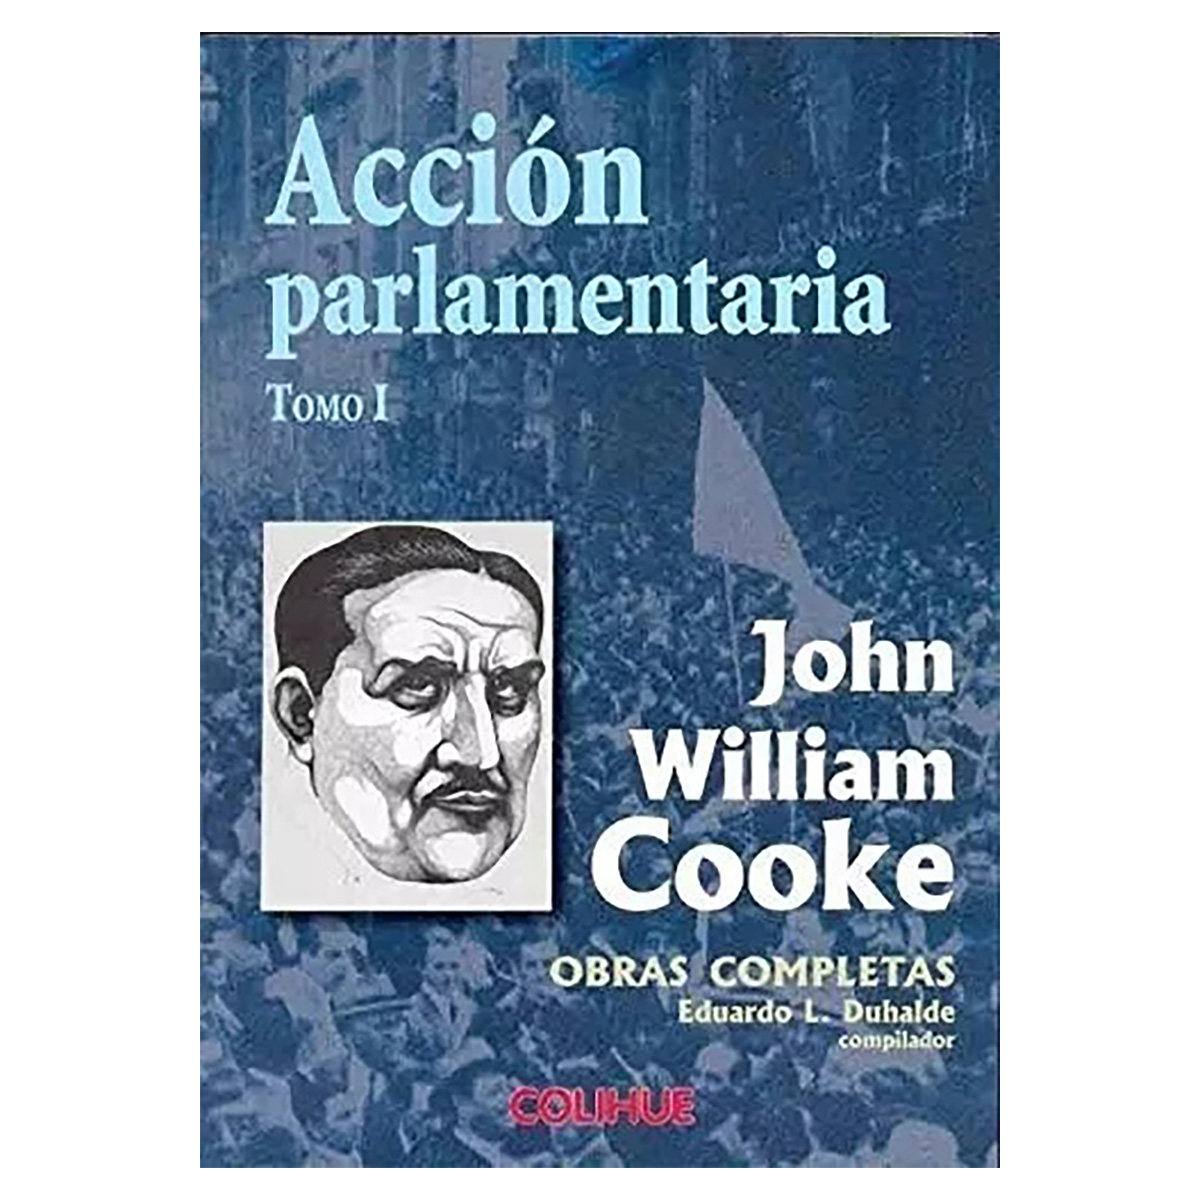 Acción
parlamentaria
TOMO I
John
William
Cooke
OBRAS COMPLETAS
Eduardo L. Duhalde
compilador
COLIHUE